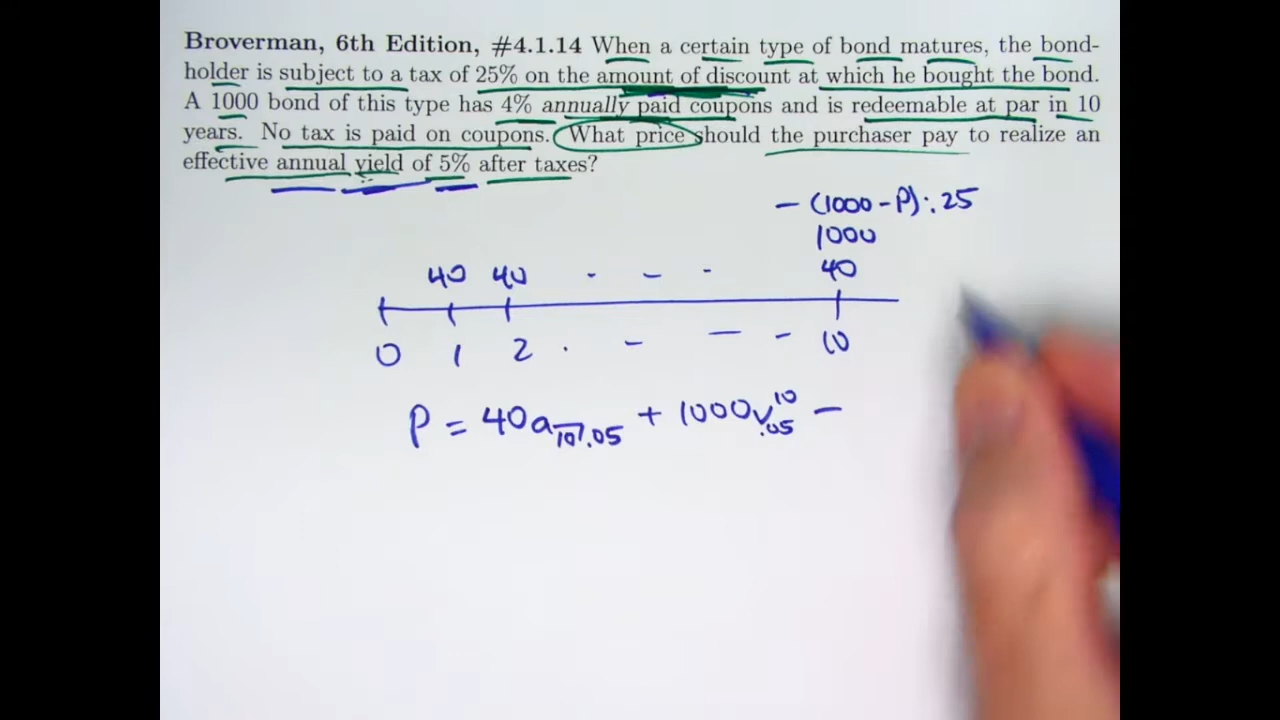 Broverman, 6th Edition, #4.1.14 When a certain type of bond matures, the bond-
holder is subject to a tax of 25% on the amount of discount at which he bought the bond.
A 1000 bond of this type has 4% annually paid coupons and is redeemable at par in 10
years. No tax is paid on coupons. What price should the purchaser pay to realize an
effective annual yield of 5% after taxes?
- (1000 - P) · .25
1000
40 40 · - - 40
0 1 2 . - - - 10
P = 40a10⌉.05 + 1000v.05^10 -